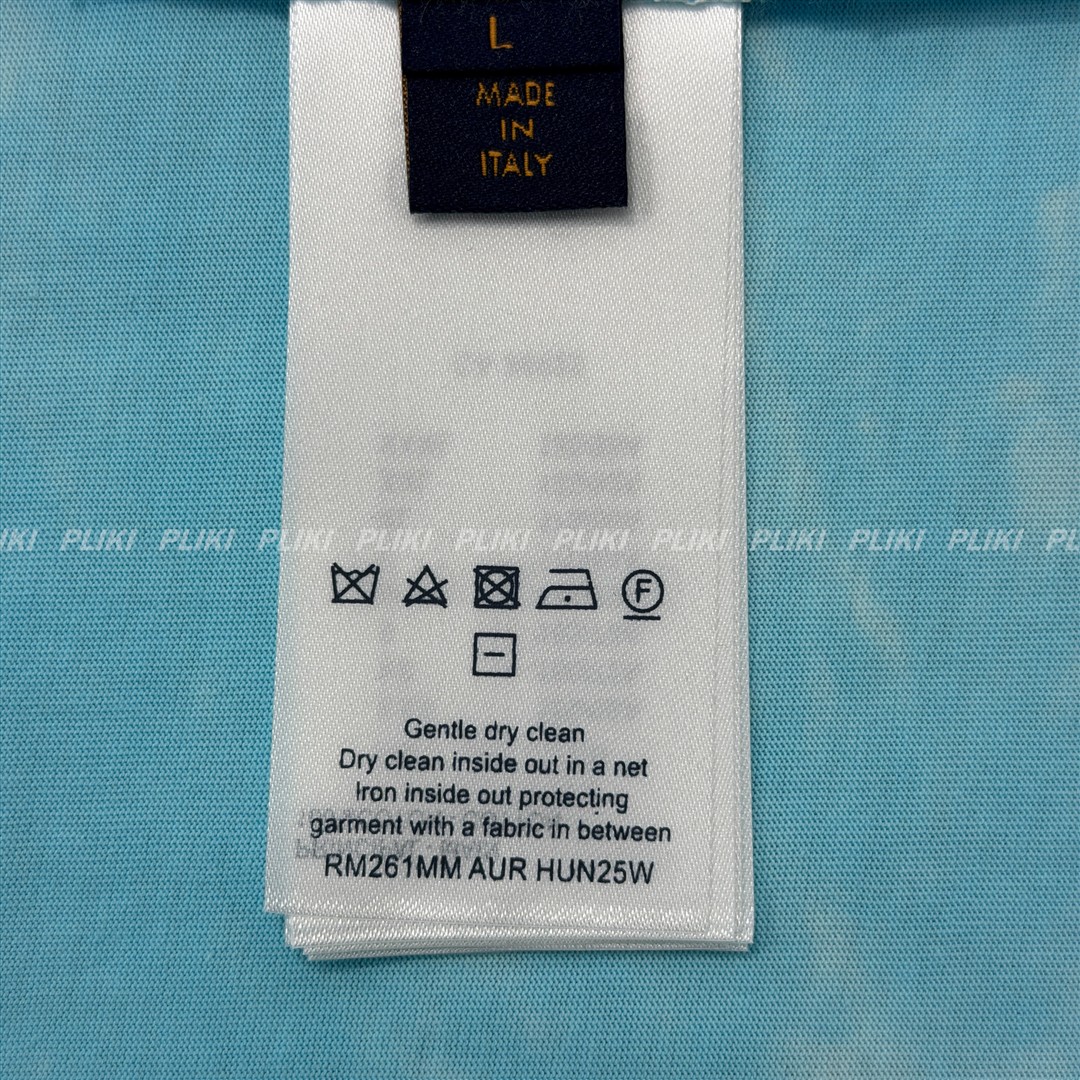 L
MADE
IN
ITALY
PLIKI PLIKI PLIKI PLIKI PLIKI PLIKI PLIKI PLIKI PLIKI PLIKI
F
Gentle dry clean
Dry clean inside out in a net
Iron inside out protecting
garment with a fabric in between
RM261MM AUR HUN25W